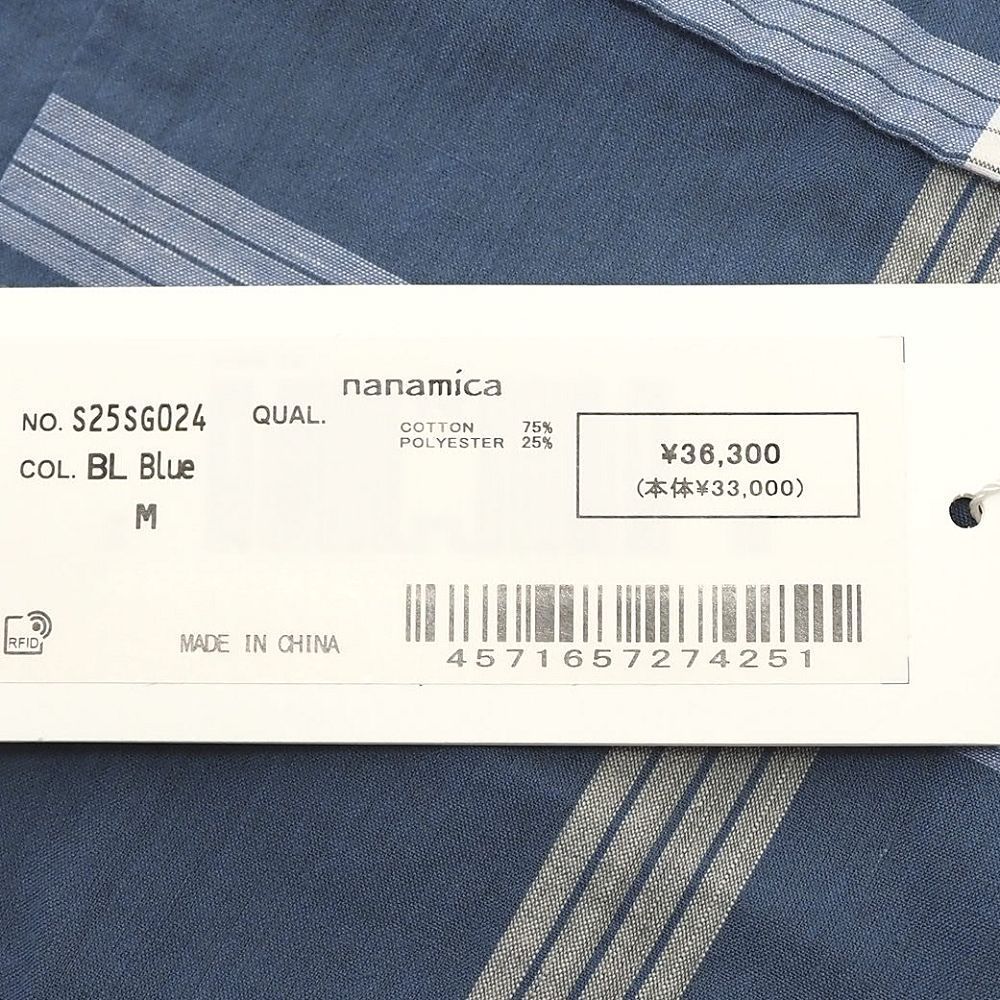 nanamica
NO. S25SG024
QUAL.
COTTON 75%
POLYESTER 25%
COL. BL Blue
M
¥36,300
(本体¥33,000)
RFID
MADE IN CHINA
4571657274251